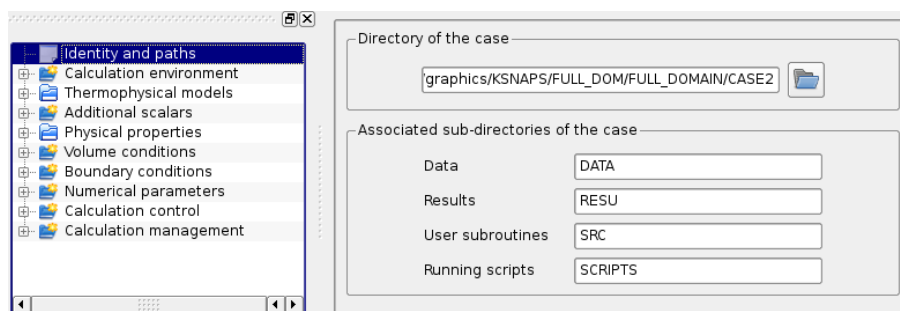 Identity and paths
Calculation environment
Thermophysical models
Additional scalars
Physical properties
Volume conditions
Boundary conditions
Numerical parameters
Calculation control
Calculation management
Directory of the case
/graphics/KSNAPS/FULL_DOM/FULL_DOMAIN/CASE2
Associated sub-directories of the case
Data DATA
Results RESU
User subroutines SRC
Running scripts SCRIPTS